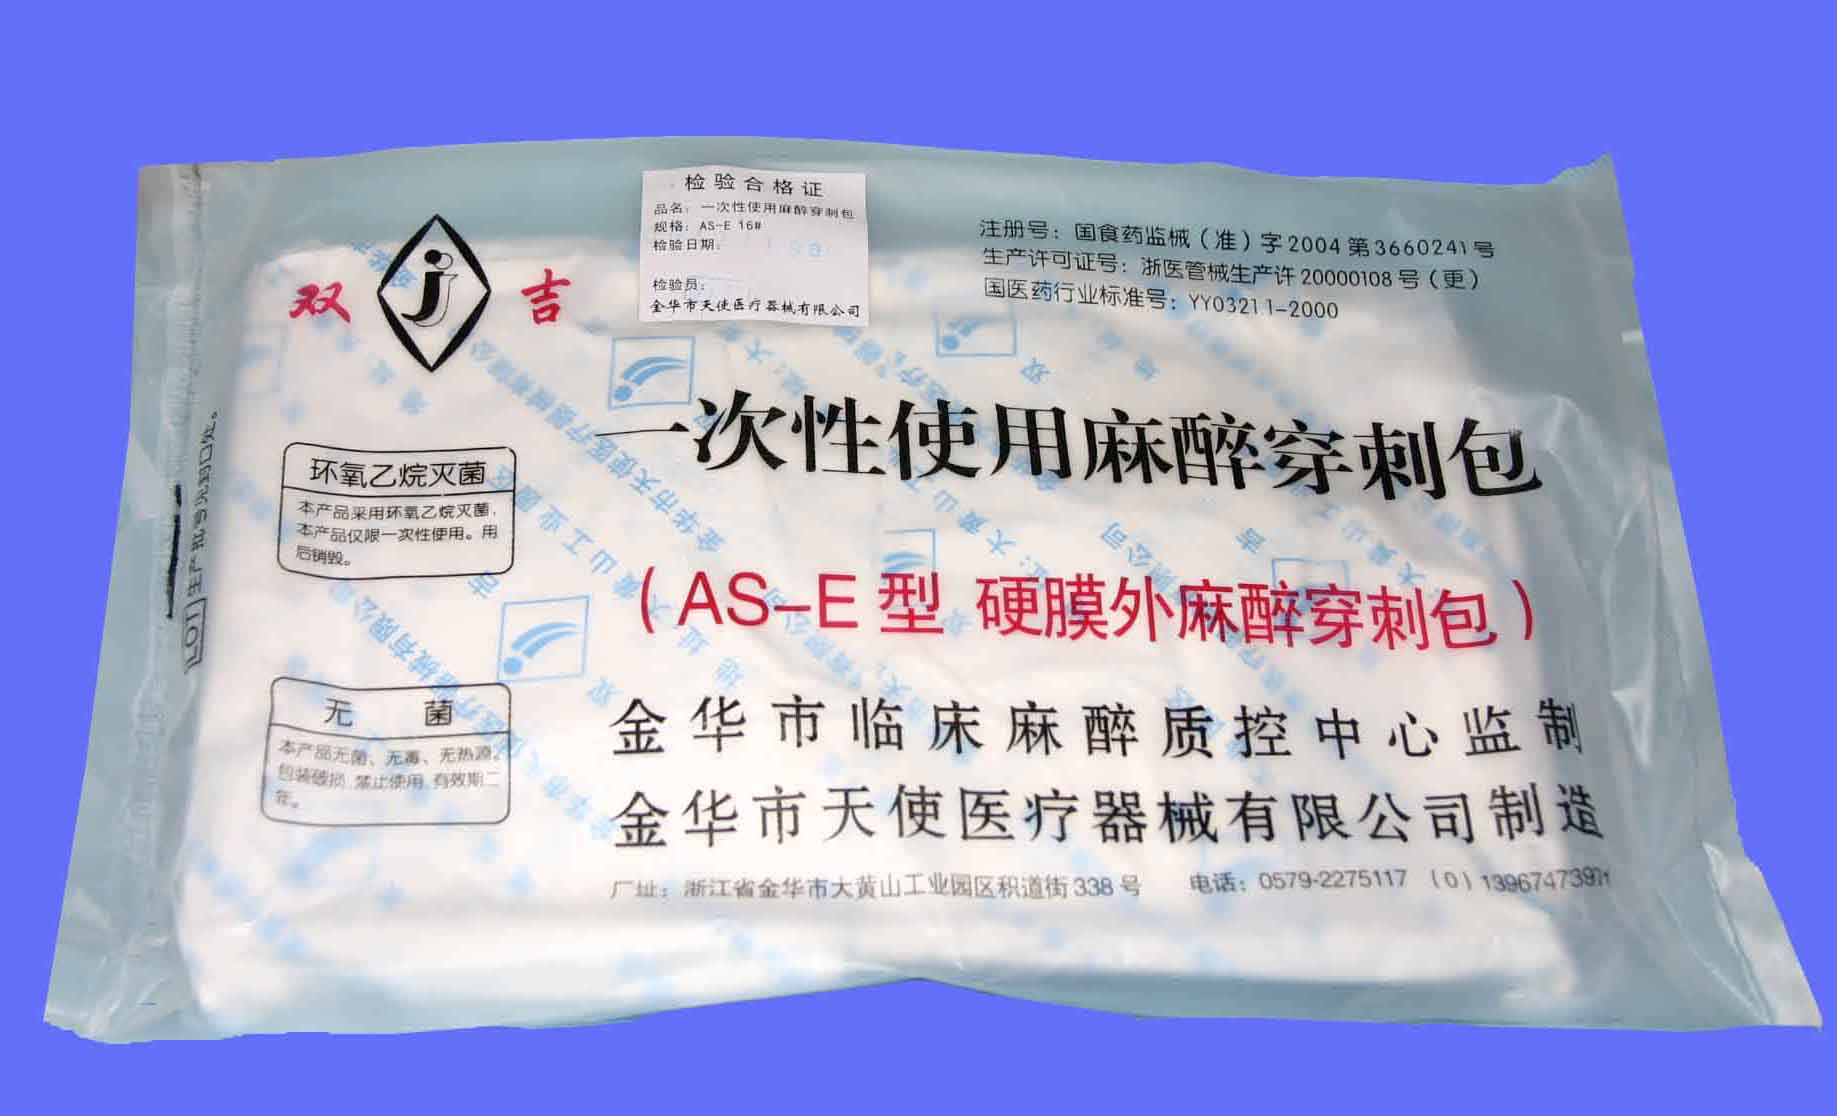 检验合格证
品名：一次性使用麻醉穿刺包
规格：AS-E 16#
检验日期：
检验员：
金华市天使医疗器械有限公司
注册号：国食药监械（准）字2004第3660241号
生产许可证号：浙医管械生产许20000108号（更）
国医药行业标准号：YY03211-2000
双 吉
一次性使用麻醉穿刺包
（AS-E型 硬膜外麻醉穿刺包）
环氧乙烷灭菌
本产品采用环氧乙烷灭菌，
本产品仅限一次性使用。用
后销毁。
无 菌
本产品无菌、无毒、无热源。
包装破损，禁止使用，有效期二
年。
金华市临床麻醉质控中心监制
金华市天使医疗器械有限公司制造
厂址：浙江省金华市大黄山工业园区积道街338号 电话：0579-2275117 （0）
LOT 生产批号见封口处。